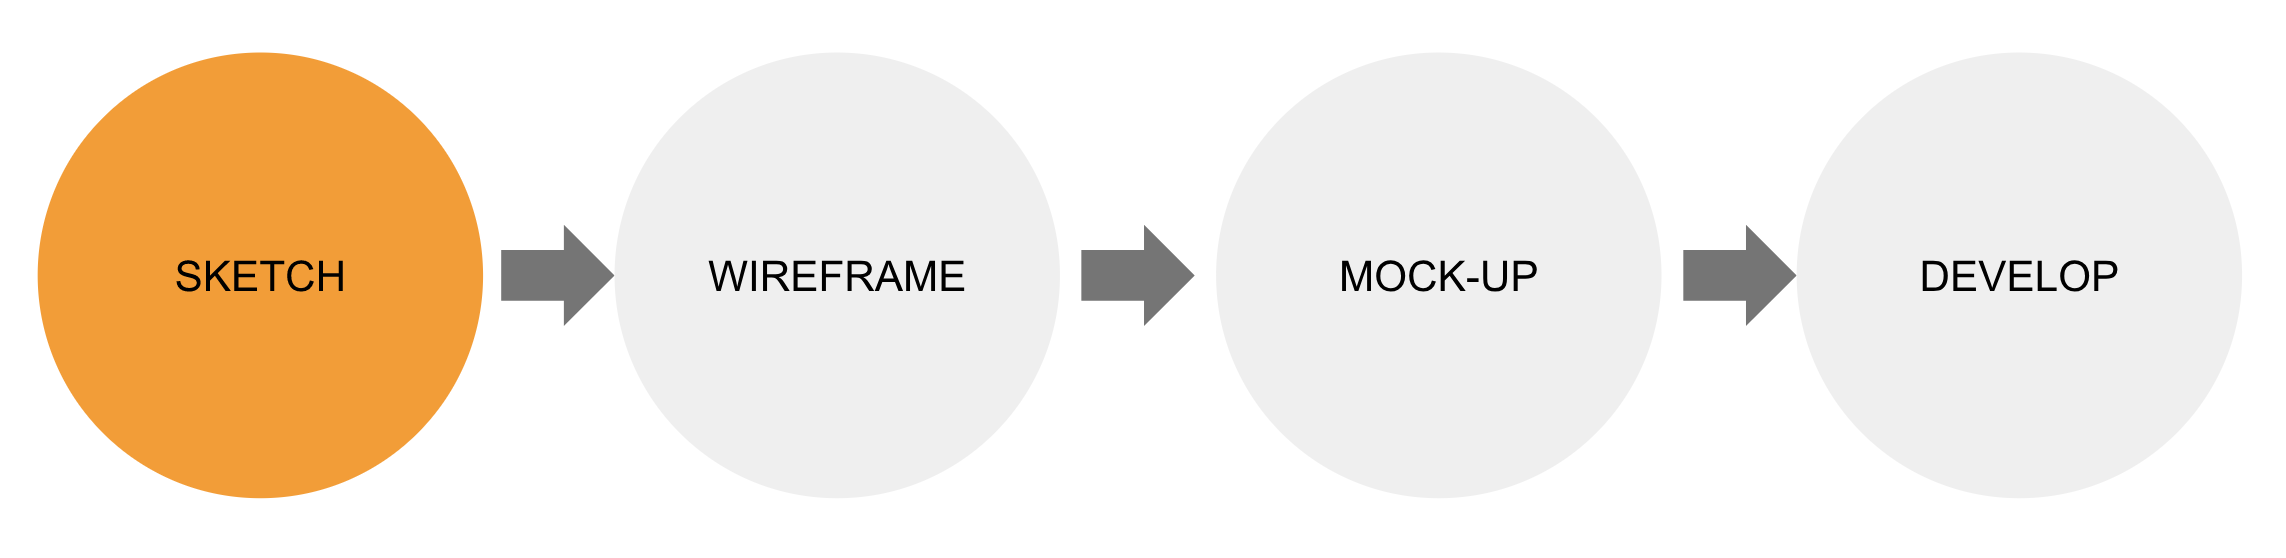 SKETCH
WIREFRAME
MOCK-UP
DEVELOP